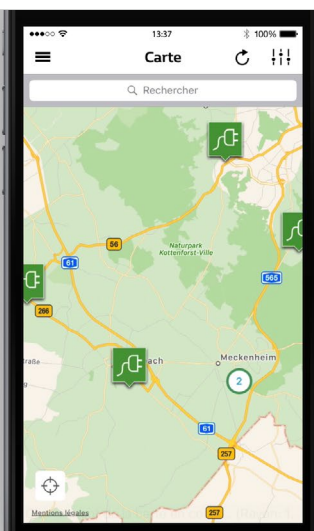 13:37
100%
Carte
Rechercher
56
Naturpark
Kottenforst-Ville
61
565
266
ach
Meckenheim
2
61
257
257
Mentions légales